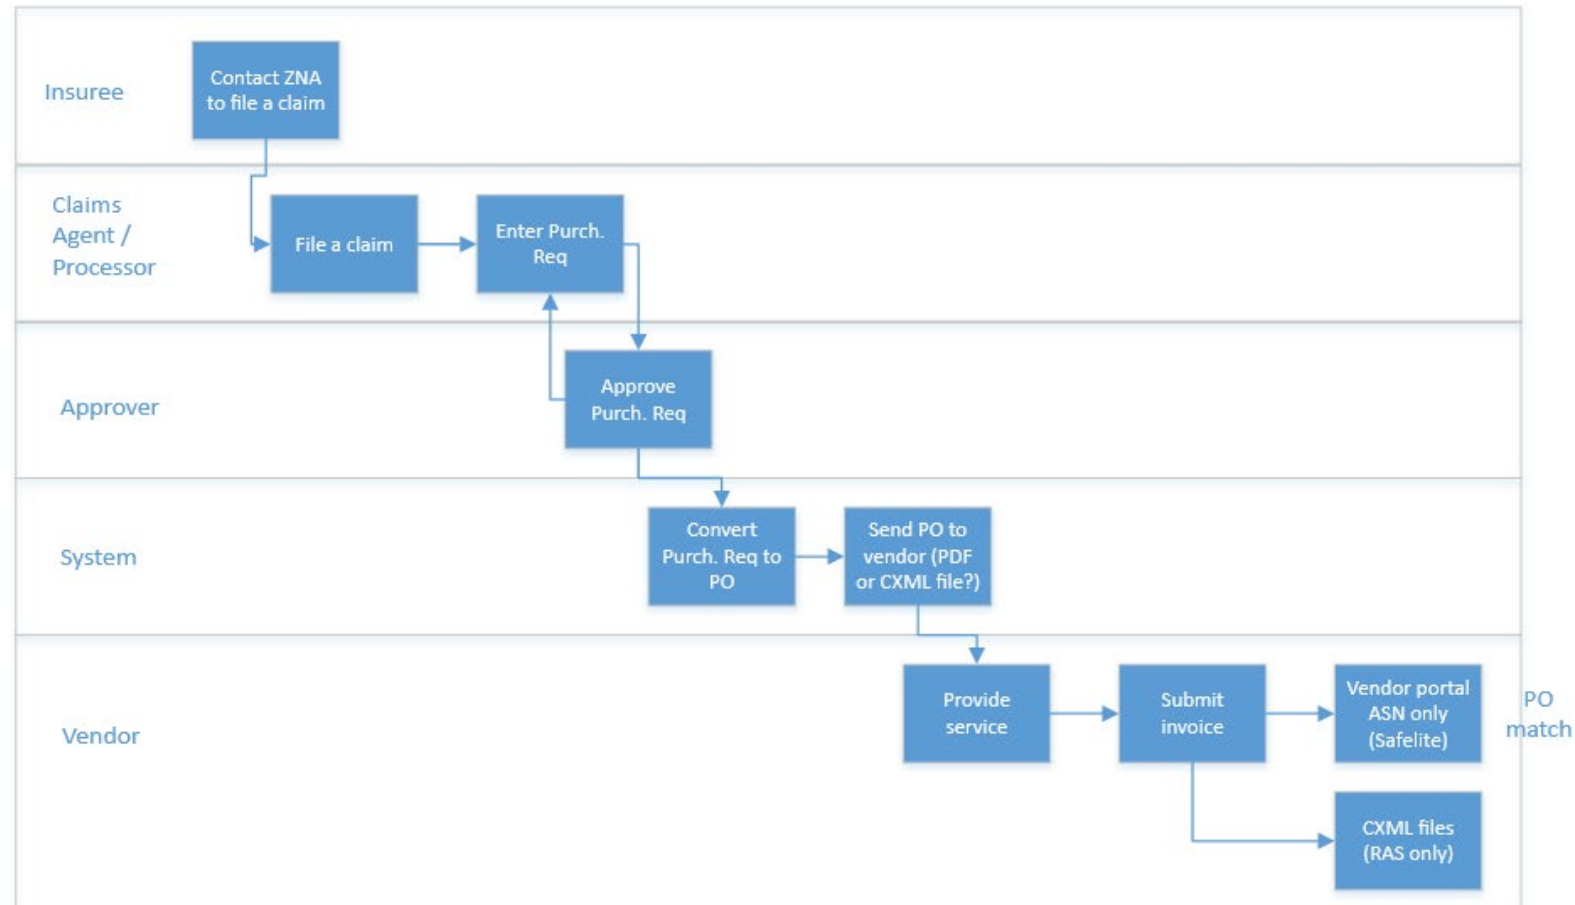 Insuree
Contact ZNA
to file a claim
Claims
Agent /
Processor
File a claim
Enter Purch.
Req
Approver
Approve
Purch. Req
System
Convert
Purch. Req to
PO
Send PO to
vendor (PDF
or CXML file?)
Vendor
Provide
service
Submit
invoice
Vendor portal
ASN only
(Safelite)
PO
match
CXML files
(RAS only)